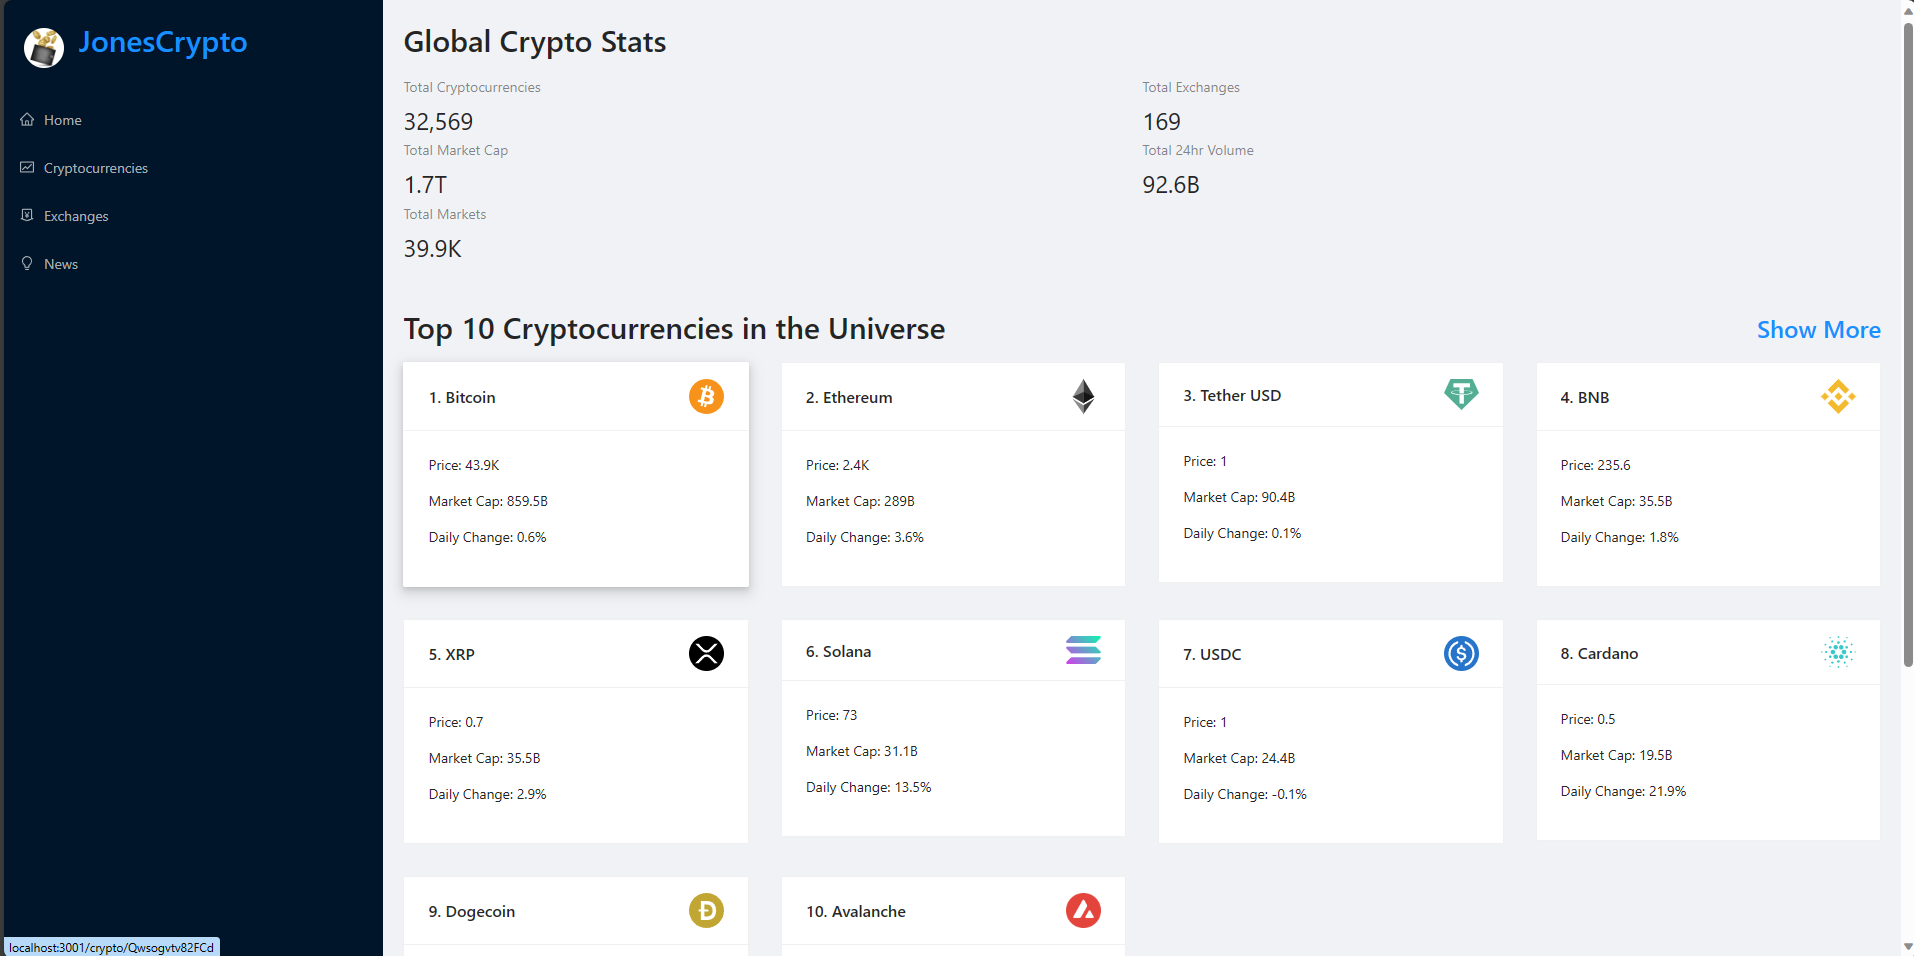 JonesCrypto
Home
Cryptocurrencies
Exchanges
News
Global Crypto Stats
Total Cryptocurrencies
32,569
Total Exchanges
169
Total Market Cap
1.7T
Total 24hr Volume
92.6B
Total Markets
39.9K
Top 10 Cryptocurrencies in the Universe
Show More
1. Bitcoin
Price: 43.9K
Market Cap: 859.5B
Daily Change: 0.6%
2. Ethereum
Price: 2.4K
Market Cap: 289B
Daily Change: 3.6%
3. Tether USD
Price: 1
Market Cap: 90.4B
Daily Change: 0.1%
4. BNB
Price: 235.6
Market Cap: 35.5B
Daily Change: 1.8%
5. XRP
Price: 0.7
Market Cap: 35.5B
Daily Change: 2.9%
6. Solana
Price: 73
Market Cap: 31.1B
Daily Change: 13.5%
7. USDC
Price: 1
Market Cap: 24.4B
Daily Change: -0.1%
8. Cardano
Price: 0.5
Market Cap: 19.5B
Daily Change: 21.9%
9. Dogecoin
10. Avalanche
localhost:3001/crypto/Qwsogvtv82FCd